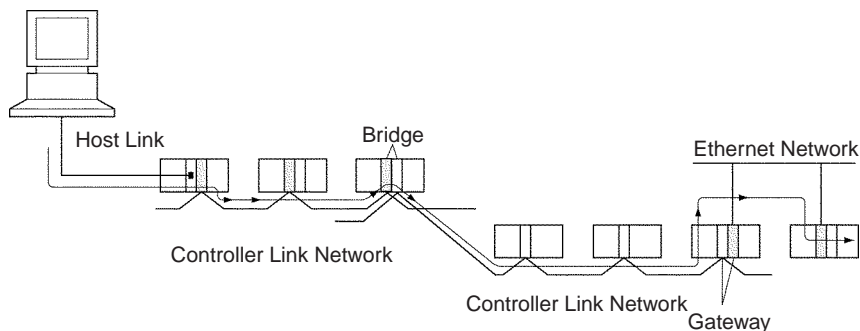 Host Link
Bridge
Ethernet Network
Controller Link Network
Controller Link Network
Gateway